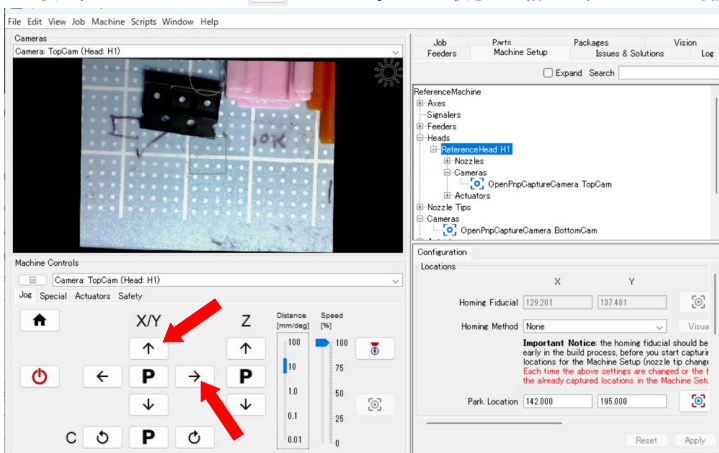 File Edit View Job Machine Scripts Window Help
Cameras
Camera: TopCam (Head: H1)
10K
Machine Controls
Camera: TopCam (Head: H1)
Jog Special Actuators Safety
X/Y
Z
Distance
[mm/deg]
Speed
[%]
100
10
1.0
0.1
0.01
100
75
50
25
0
P
P
C
P
Job Parts Packages Vision
Feeders Machine Setup Issues & Solutions Log
Expand Search
ReferenceMachine
Axes
Signalers
Feeders
Heads
ReferenceHead H1
Nozzles
Cameras
OpenPnpCaptureCamera TopCam
Actuators
Nozzle Tips
Cameras
OpenPnpCaptureCamera BottomCam
Configuration
Locations
X Y
Homing Fiducial 129.201 137.481
Homing Method None Visua
Important Notice: the homing fiducial should be
early in the build process, before you start capturin
locations for the Machine Setup (nozzle tip change
Each time the above settings are changed or the f
the already captured locations in the Machine Setu
Park Location 142.000 195.000
Reset Apply